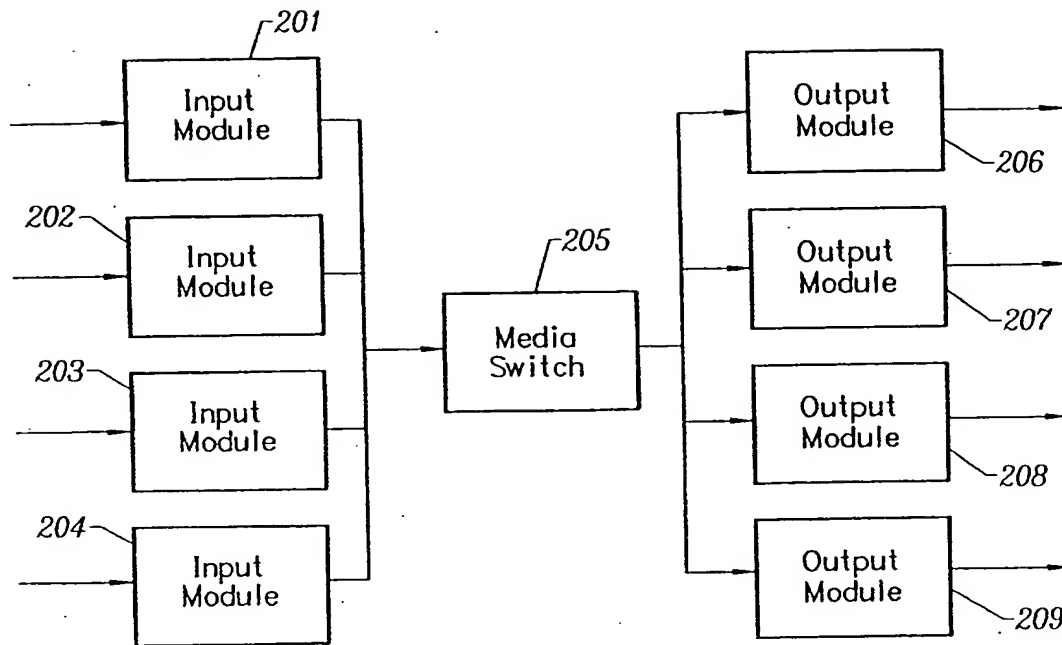 201
Input
Module
202
Input
Module
203
Input
Module
204
Input
Module
205
Media
Switch
Output
Module
206
Output
Module
207
Output
Module
208
Output
Module
209